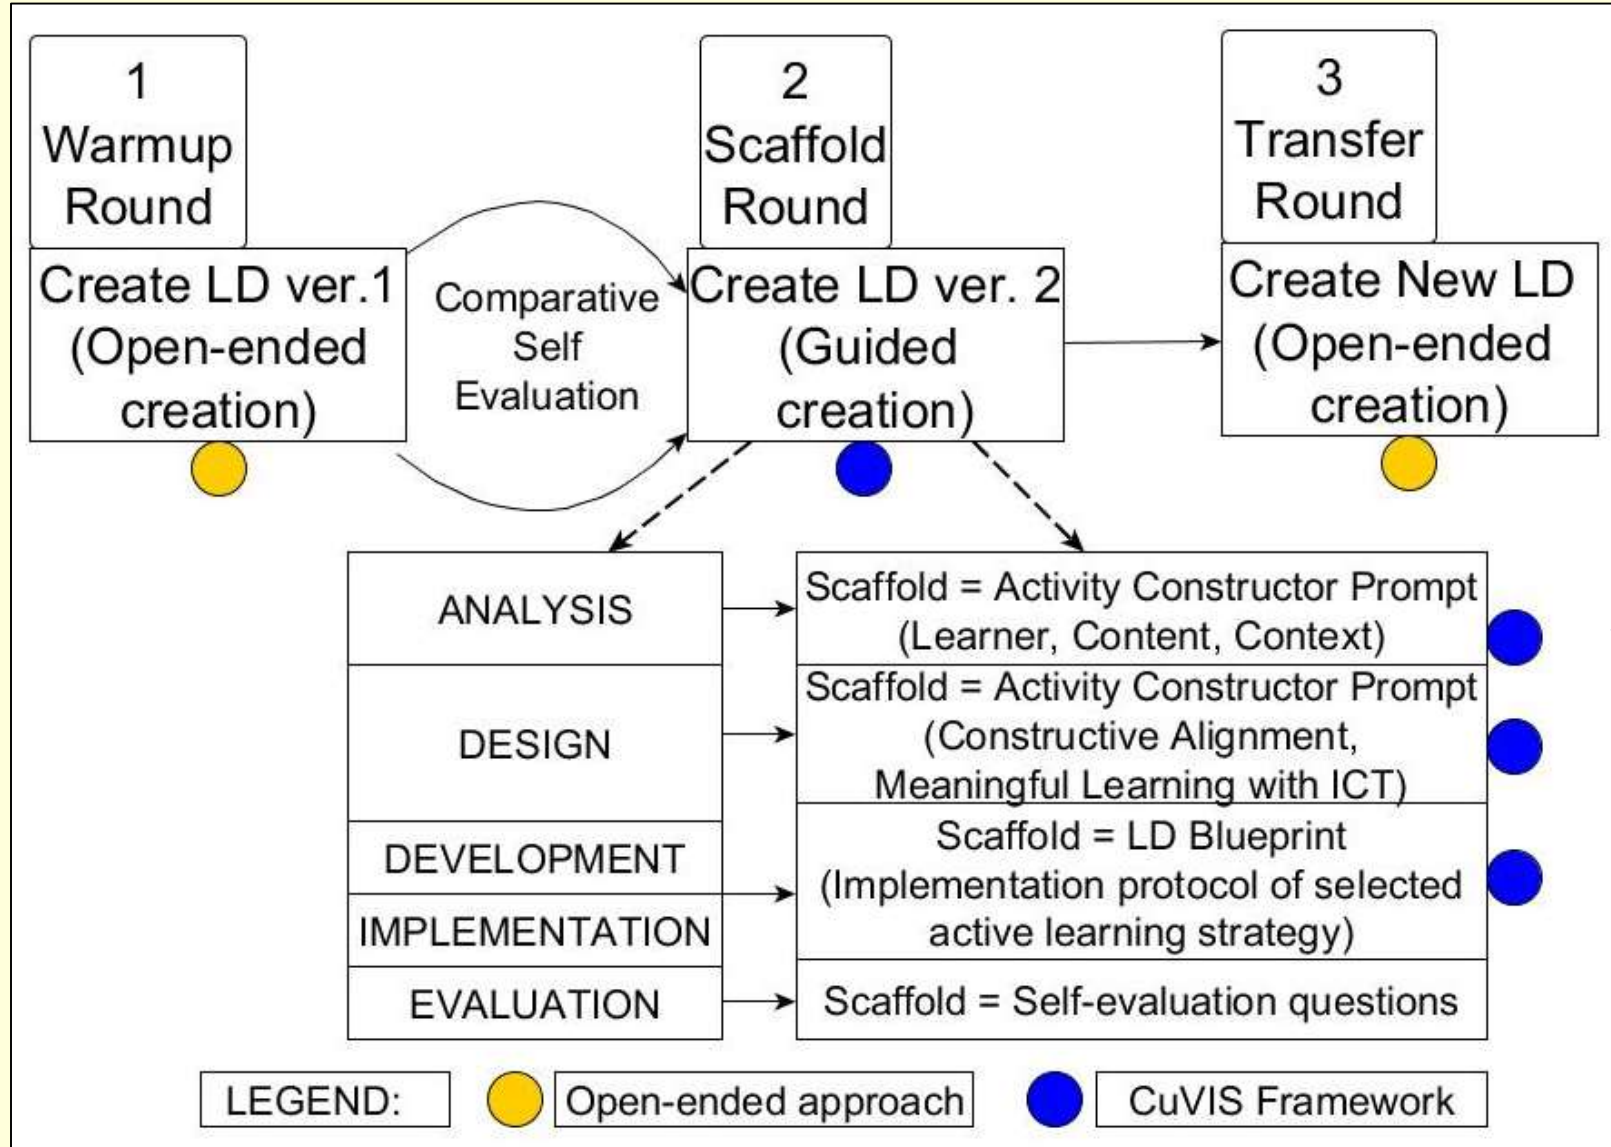 1
Warmup
Round
Create LD ver.1
(Open-ended
creation)
Comparative
Self
Evaluation
2
Scaffold
Round
Create LD ver. 2
(Guided
creation)
3
Transfer
Round
Create New LD
(Open-ended
creation)
ANALYSIS
Scaffold = Activity Constructor Prompt
(Learner, Content, Context)
DESIGN
Scaffold = Activity Constructor Prompt
(Constructive Alignment,
Meaningful Learning with ICT)
DEVELOPMENT
IMPLEMENTATION
Scaffold = LD Blueprint
(Implementation protocol of selected
active learning strategy)
EVALUATION
Scaffold = Self-evaluation questions
LEGEND:
Open-ended approach
CuVIS Framework